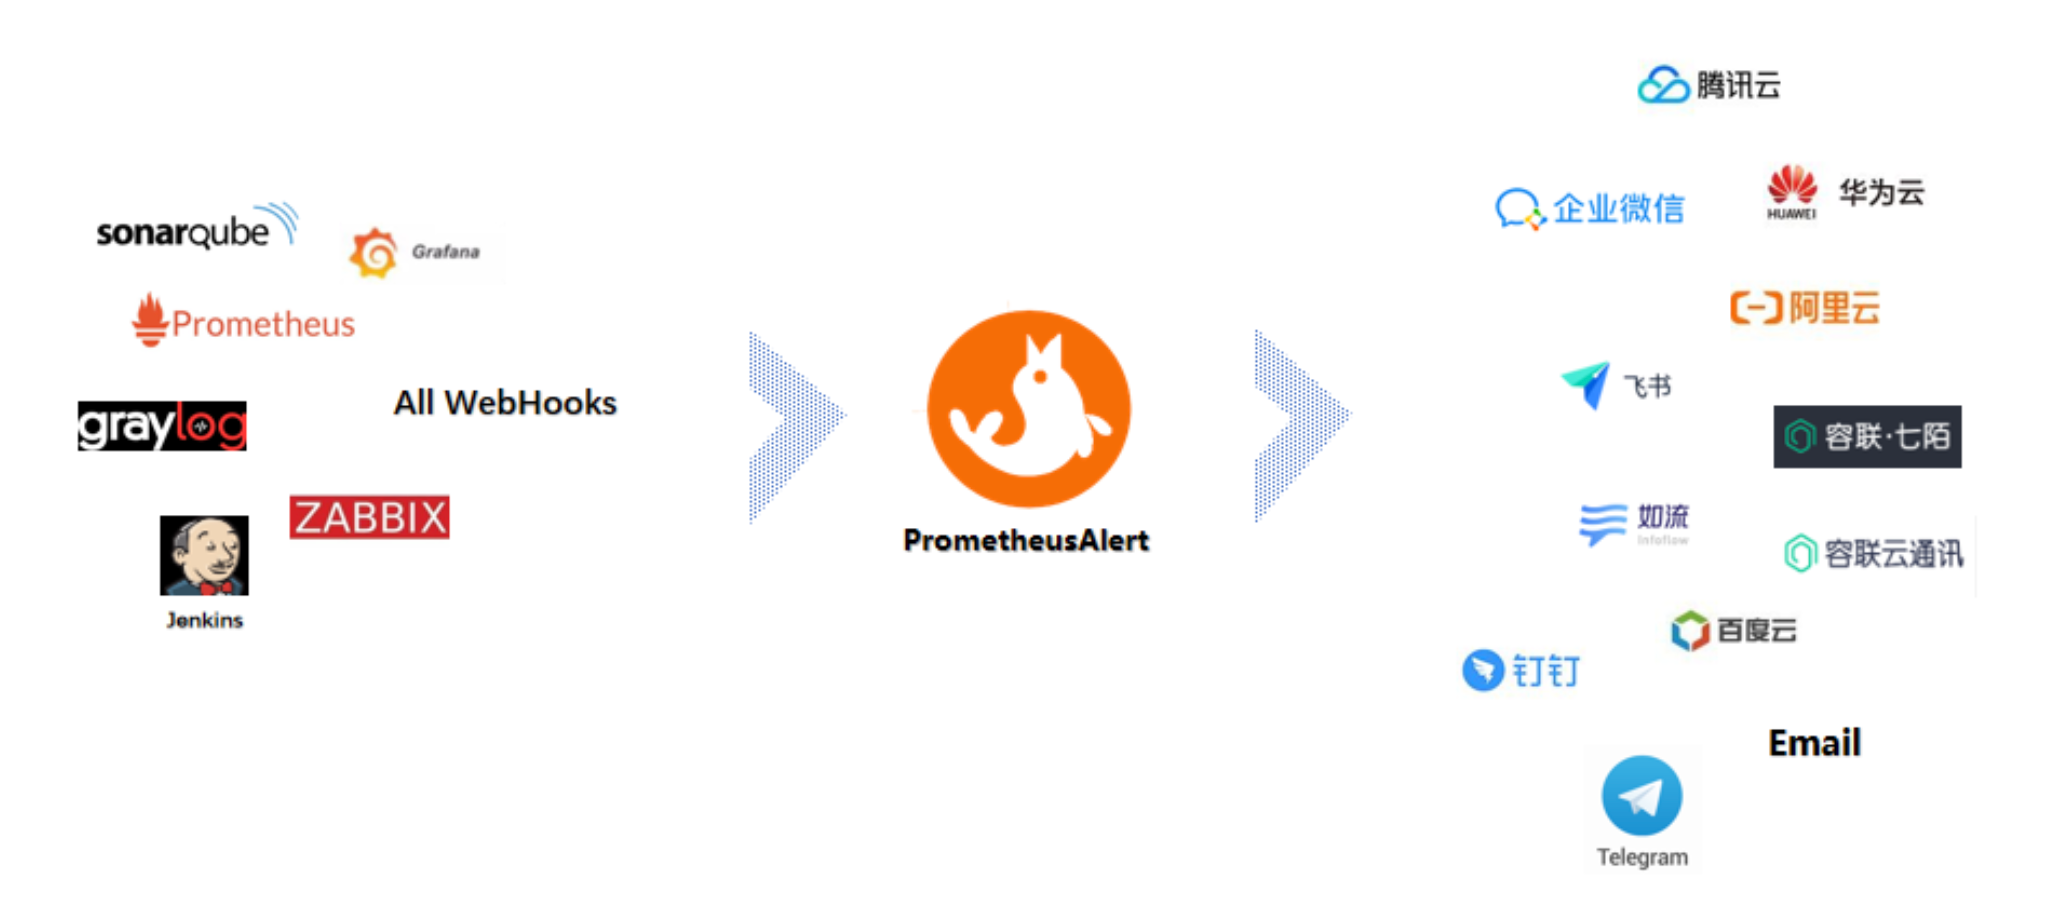 sonarqube
Grafana
Prometheus
graylog
All WebHooks
ZABBIX
Jenkins
PrometheusAlert
腾讯云
企业微信
HUAWEI 华为云
阿里云
飞书
容联·七陌
如流
Infoflow
容联云通讯
百度云
钉钉
Email
Telegram